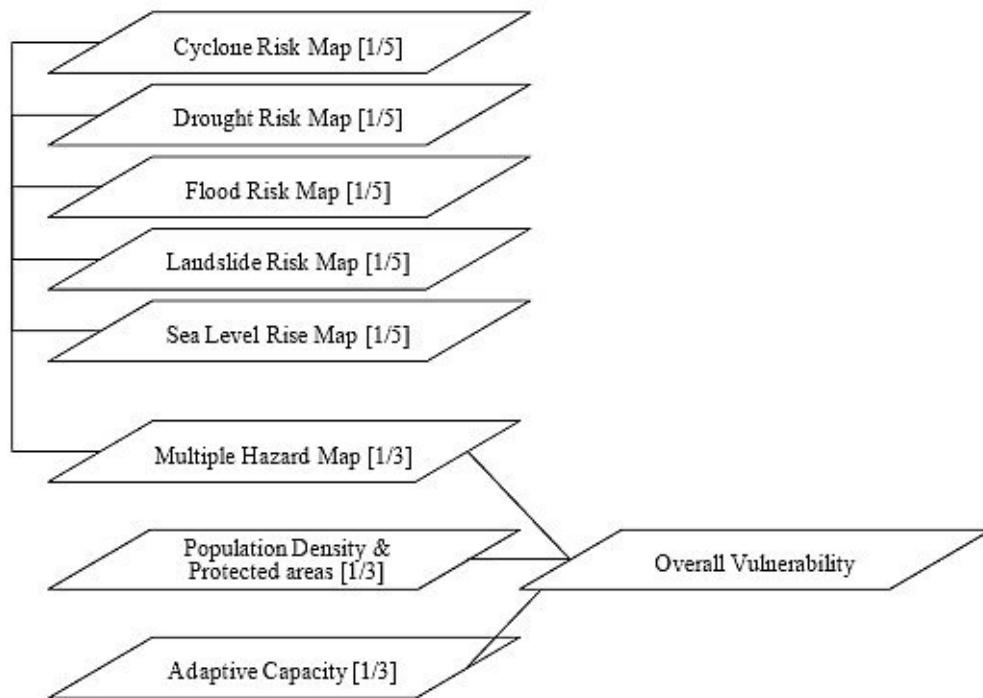 Cyclone Risk Map [1/5]
Drought Risk Map [1/5]
Flood Risk Map [1/5]
Landslide Risk Map [1/5]
Sea Level Rise Map [1/5]
Multiple Hazard Map [1/3]
Population Density &
Protected areas [1/3]
Overall Vulnerability
Adaptive Capacity [1/3]